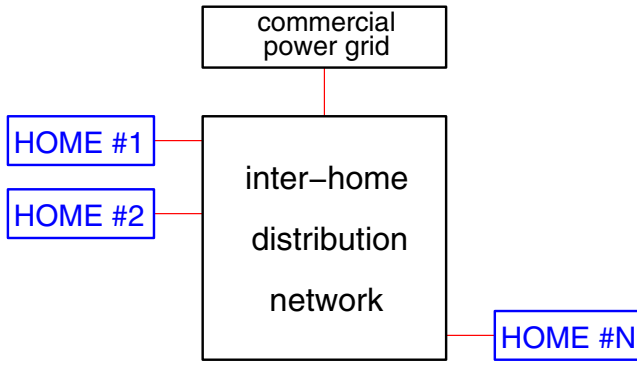 commercial
power grid
HOME #1
inter−home
HOME #2
distribution
network
HOME #N